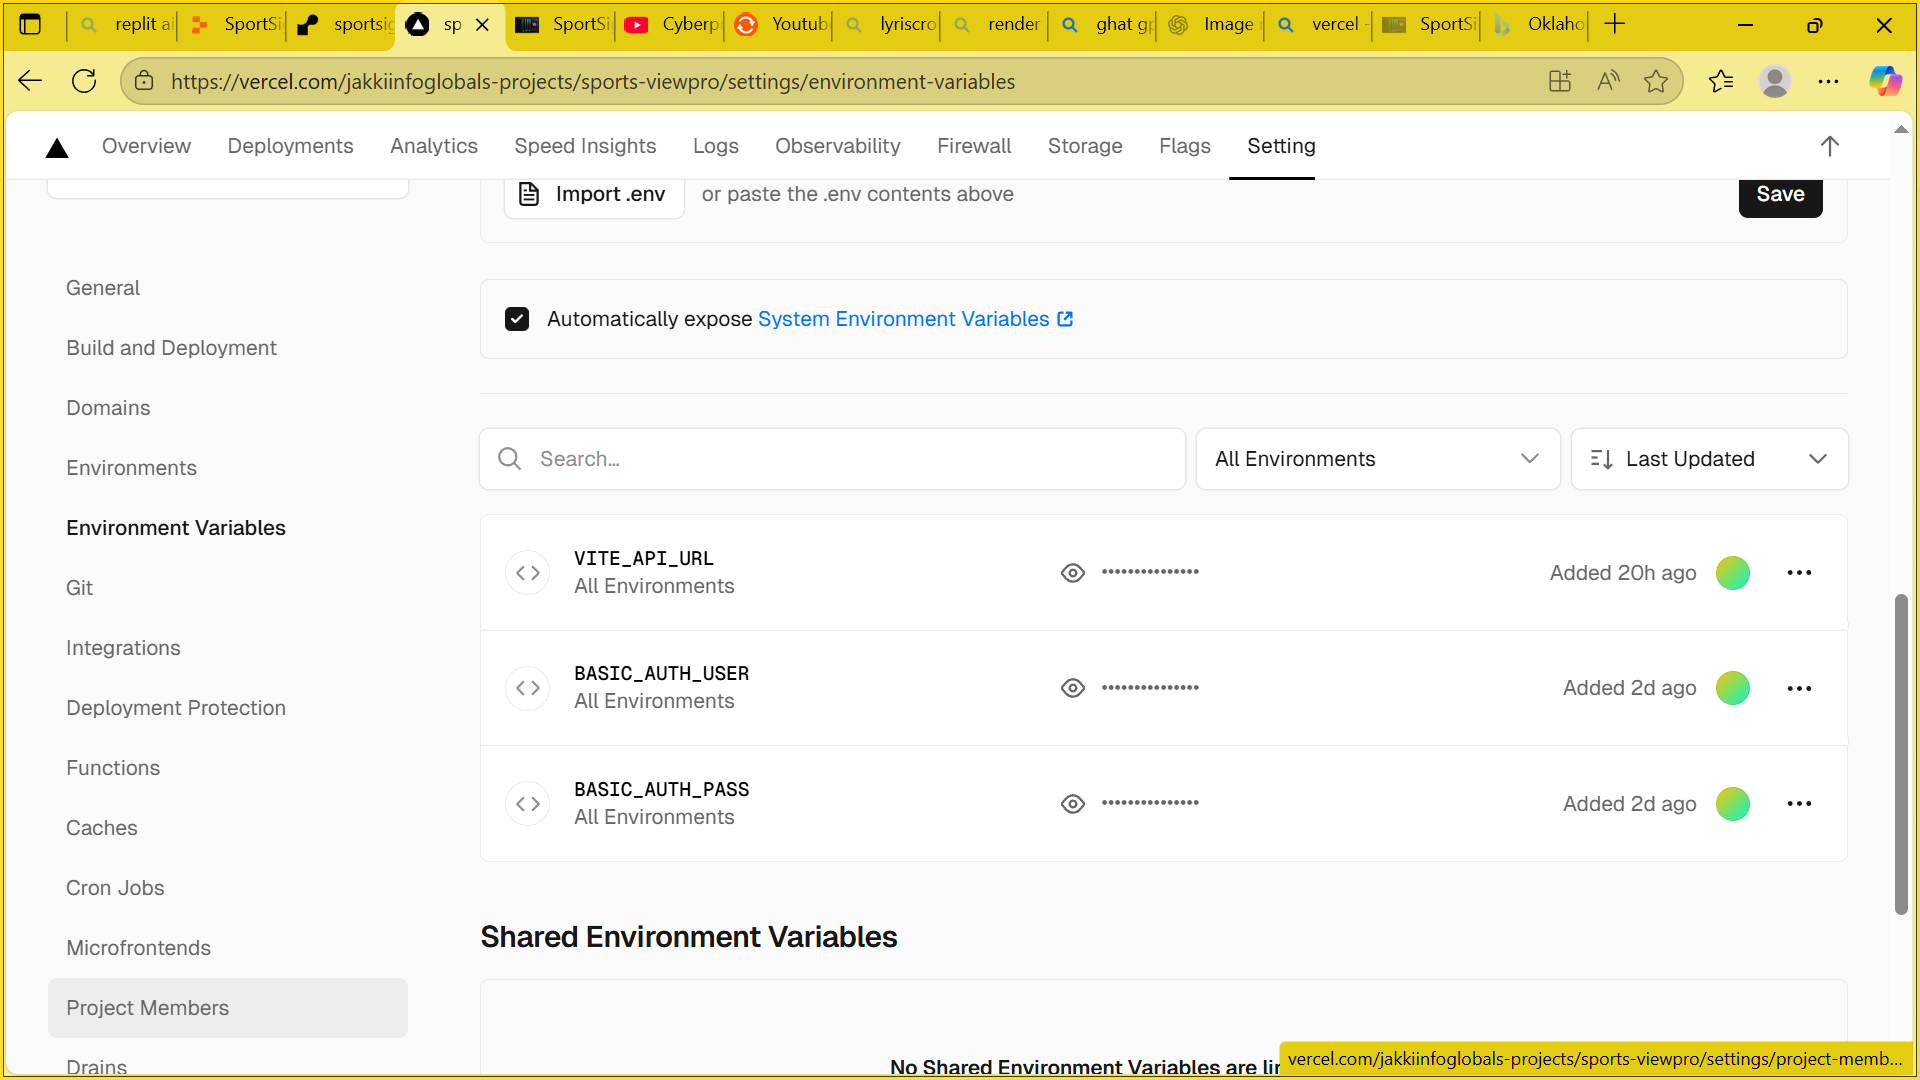 replit ai
SportSi
sportsig
sp
SportSi
Cyberp
Youtub
lyriscro
render
ghat gp
Image
vercel -
SportSi
Oklaho
https://vercel.com/jakkiinfoglobals-projects/sports-viewpro/settings/environment-variables
Overview
Deployments
Analytics
Speed Insights
Logs
Observability
Firewall
Storage
Flags
Setting
Import .env
or paste the .env contents above
Save
General
Build and Deployment
Domains
Environments
Environment Variables
Git
Integrations
Deployment Protection
Functions
Caches
Cron Jobs
Microfrontends
Project Members
Drains
Automatically expose System Environment Variables
Search...
All Environments
Last Updated
VITE_API_URL
All Environments
•••••••••••••••
Added 20h ago
BASIC_AUTH_USER
All Environments
•••••••••••••••
Added 2d ago
BASIC_AUTH_PASS
All Environments
•••••••••••••••
Added 2d ago
Shared Environment Variables
No Shared Environment Variables are lin
vercel.com/jakkiinfoglobals-projects/sports-viewpro/settings/project-memb...